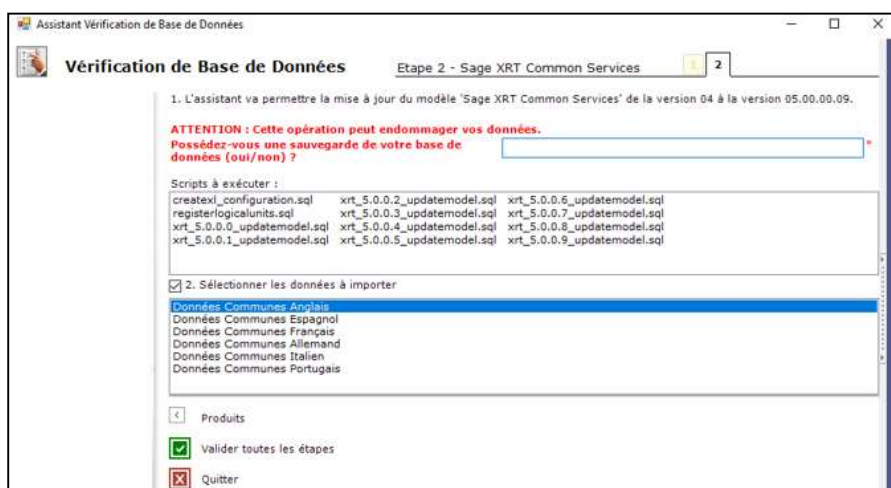 Assistant Vérification de Base de Données
Vérification de Base de Données
Etape 2 - Sage XRT Common Services
1
2
1. L'assistant va permettre la mise à jour du modèle 'Sage XRT Common Services' de la version 04 à la version 05.00.00.09.
ATTENTION : Cette opération peut endommager vos données.
Possédez-vous une sauvegarde de votre base de
données (oui/non) ?
*
Scripts à exécuter :
createxl_configuration.sql xrt_5.0.0.2_updatemodel.sql xrt_5.0.0.6_updatemodel.sql
registerlogicalunits.sql xrt_5.0.0.3_updatemodel.sql xrt_5.0.0.7_updatemodel.sql
xrt_5.0.0.0_updatemodel.sql xrt_5.0.0.4_updatemodel.sql xrt_5.0.0.8_updatemodel.sql
xrt_5.0.0.1_updatemodel.sql xrt_5.0.0.5_updatemodel.sql xrt_5.0.0.9_updatemodel.sql
2. Sélectionner les données à importer
Données Communes Anglais
Données Communes Espagnol
Données Communes Français
Données Communes Allemand
Données Communes Italien
Données Communes Portugais
Produits
Valider toutes les étapes
Quitter